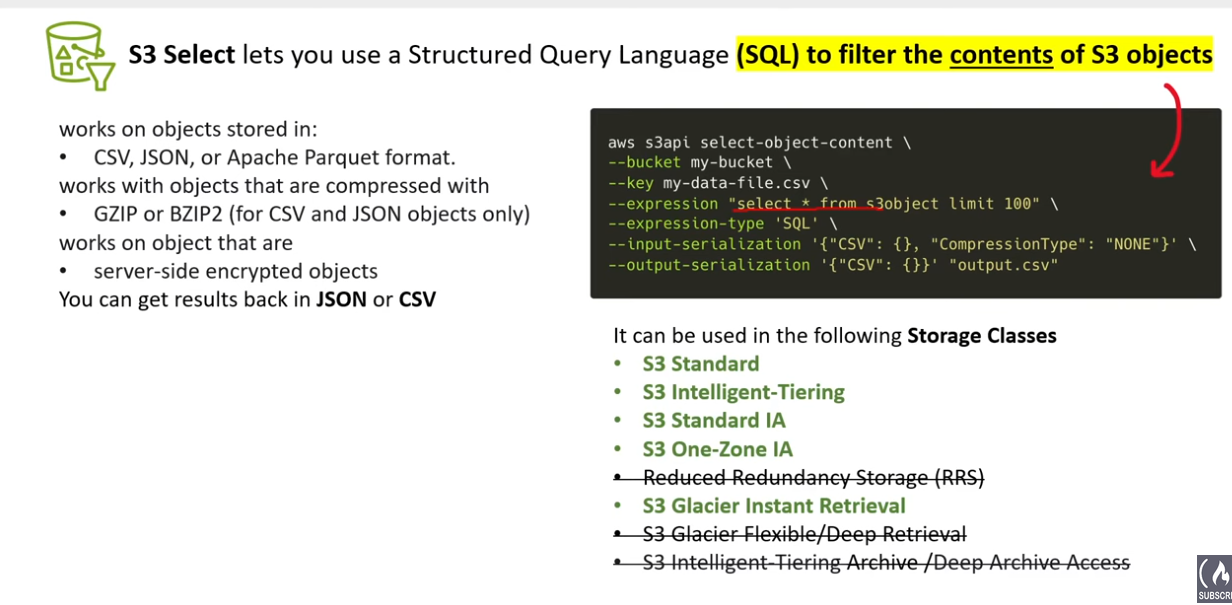 S3 Select lets you use a Structured Query Language (SQL) to filter the contents of S3 objects
works on objects stored in:
• CSV, JSON, or Apache Parquet format.
works with objects that are compressed with
• GZIP or BZIP2 (for CSV and JSON objects only)
works on object that are
• server-side encrypted objects
You can get results back in JSON or CSV
aws s3api select-object-content \
--bucket my-bucket \
--key my-data-file.csv \
--expression "select * from s3object limit 100" \
--expression-type 'SQL' \
--input-serialization '{"CSV": {}, "CompressionType": "NONE"}' \
--output-serialization '{"CSV": {}}' "output.csv"
It can be used in the following Storage Classes
• S3 Standard
• S3 Intelligent-Tiering
• S3 Standard IA
• S3 One-Zone IA
• Reduced Redundancy Storage (RRS)
• S3 Glacier Instant Retrieval
• S3 Glacier Flexible/Deep Retrieval
• S3 Intelligent-Tiering Archive /Deep Archive Access
SUBSCR